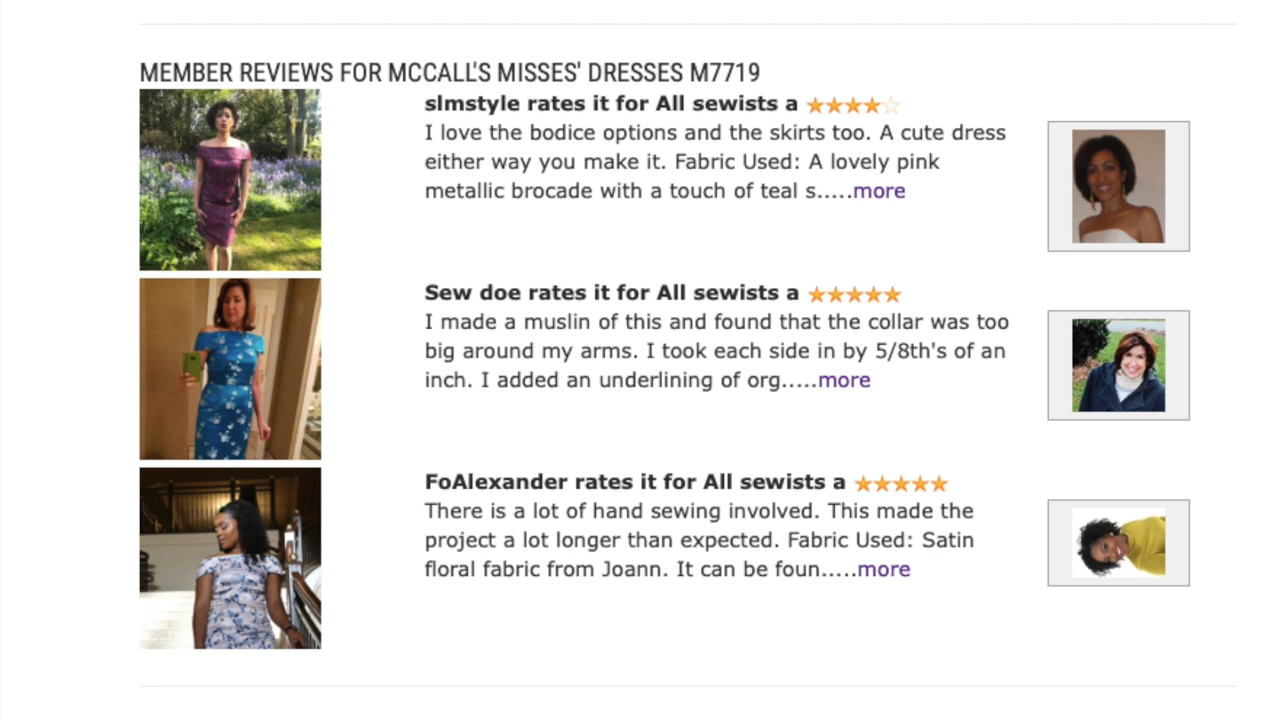 MEMBER REVIEWS FOR MCCALL'S MISSES' DRESSES M7719
slmstyle rates it for All sewists a
I love the bodice options and the skirts too. A cute dress
either way you make it. Fabric Used: A lovely pink
metallic brocade with a touch of teal s.....more
Sew doe rates it for All sewists a
I made a muslin of this and found that the collar was too
big around my arms. I took each side in by 5/8th's of an
inch. I added an underlining of org.....more
FoAlexander rates it for All sewists a
There is a lot of hand sewing involved. This made the
project a lot longer than expected. Fabric Used: Satin
floral fabric from Joann. It can be foun.....more